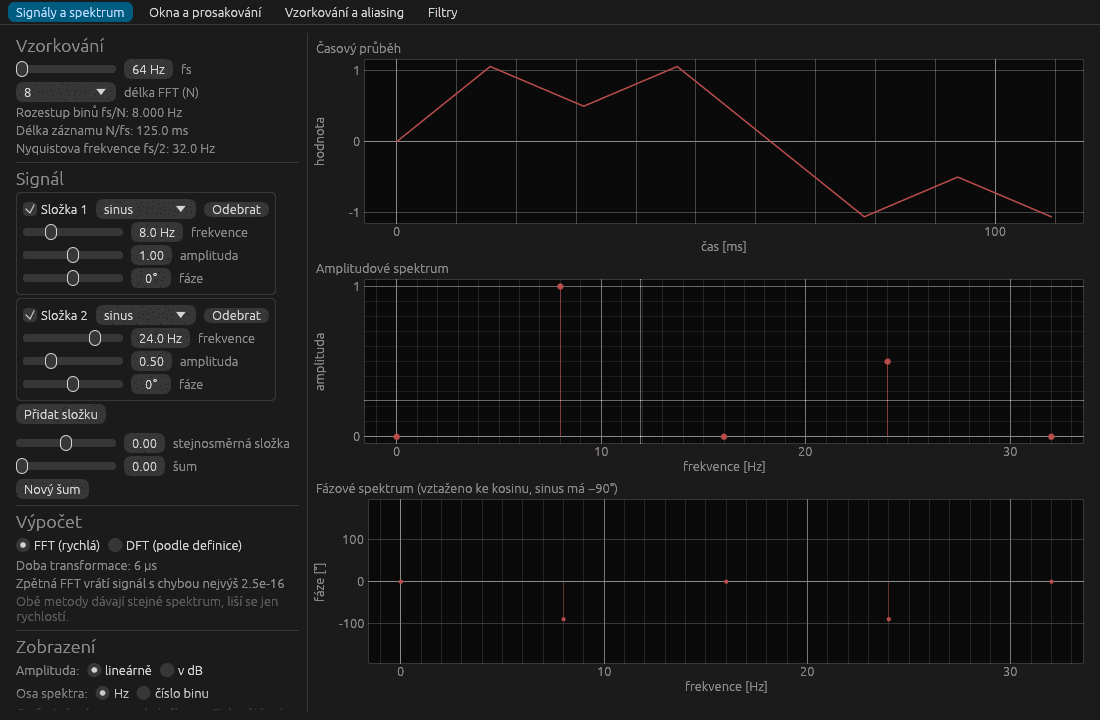 Signály a spektrum Okna a prosakování Vzorkování a aliasing Filtry
Vzorkování
64 Hz fs
8 délka FFT (N)
Rozestup binů fs/N: 8.000 Hz
Délka záznamu N/fs: 125.0 ms
Nyquistova frekvence fs/2: 32.0 Hz
Signál
Složka 1 sinus Odebrat
8.0 Hz frekvence
1.00 amplituda
0° fáze
Složka 2 sinus Odebrat
24.0 Hz frekvence
0.50 amplituda
0° fáze
Přidat složku
0.00 stejnosměrná složka
0.00 šum
Nový šum
Výpočet
FFT (rychlá) DFT (podle definice)
Doba transformace: 6 µs
Zpětná FFT vrátí signál s chybou nejvýš 2.5e-16
Obě metody dávají stejné spektrum, liší se jen
rychlostí.
Zobrazení
Amplituda: lineárně v dB
Osa spektra: Hz číslo binu
Časový průběh
1
0
-1
hodnota
0 100
čas [ms]
Amplitudové spektrum
1
0
amplituda
0 10 20 30
frekvence [Hz]
Fázové spektrum (vztaženo ke kosinu, sinus má −90°)
100
0
-100
fáze [°]
0 10 20 30
frekvence [Hz]